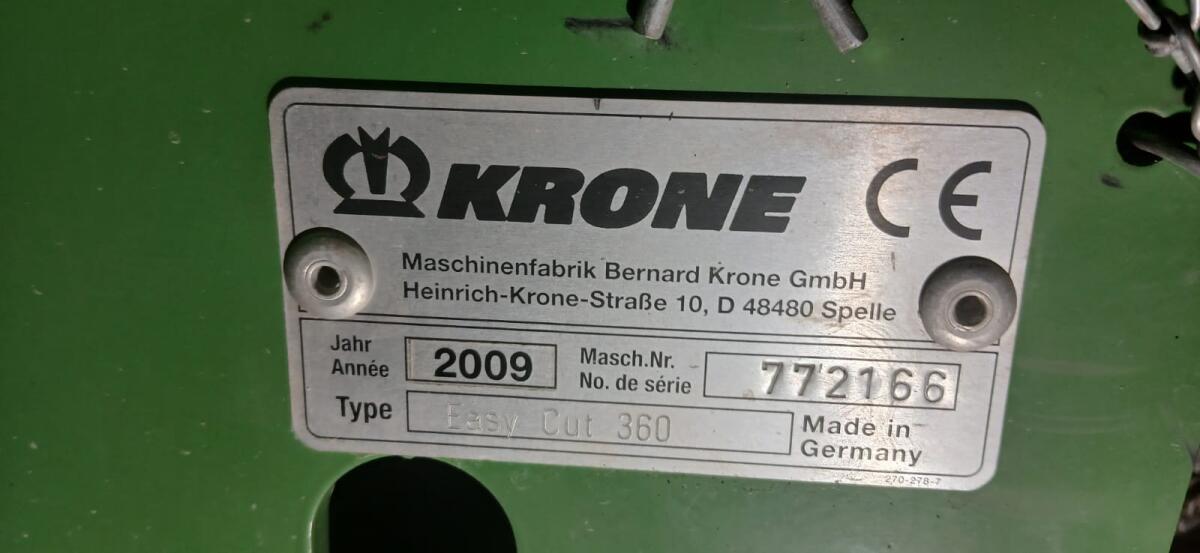 KRONE CE
Maschinenfabrik Bernard Krone GmbH
Heinrich-Krone-Straße 10, D 48480 Spelle
Jahr
Année 2009 Masch.Nr.
No. de série 772166
Type Easy Cut 360 Made in
Germany
270-278-7